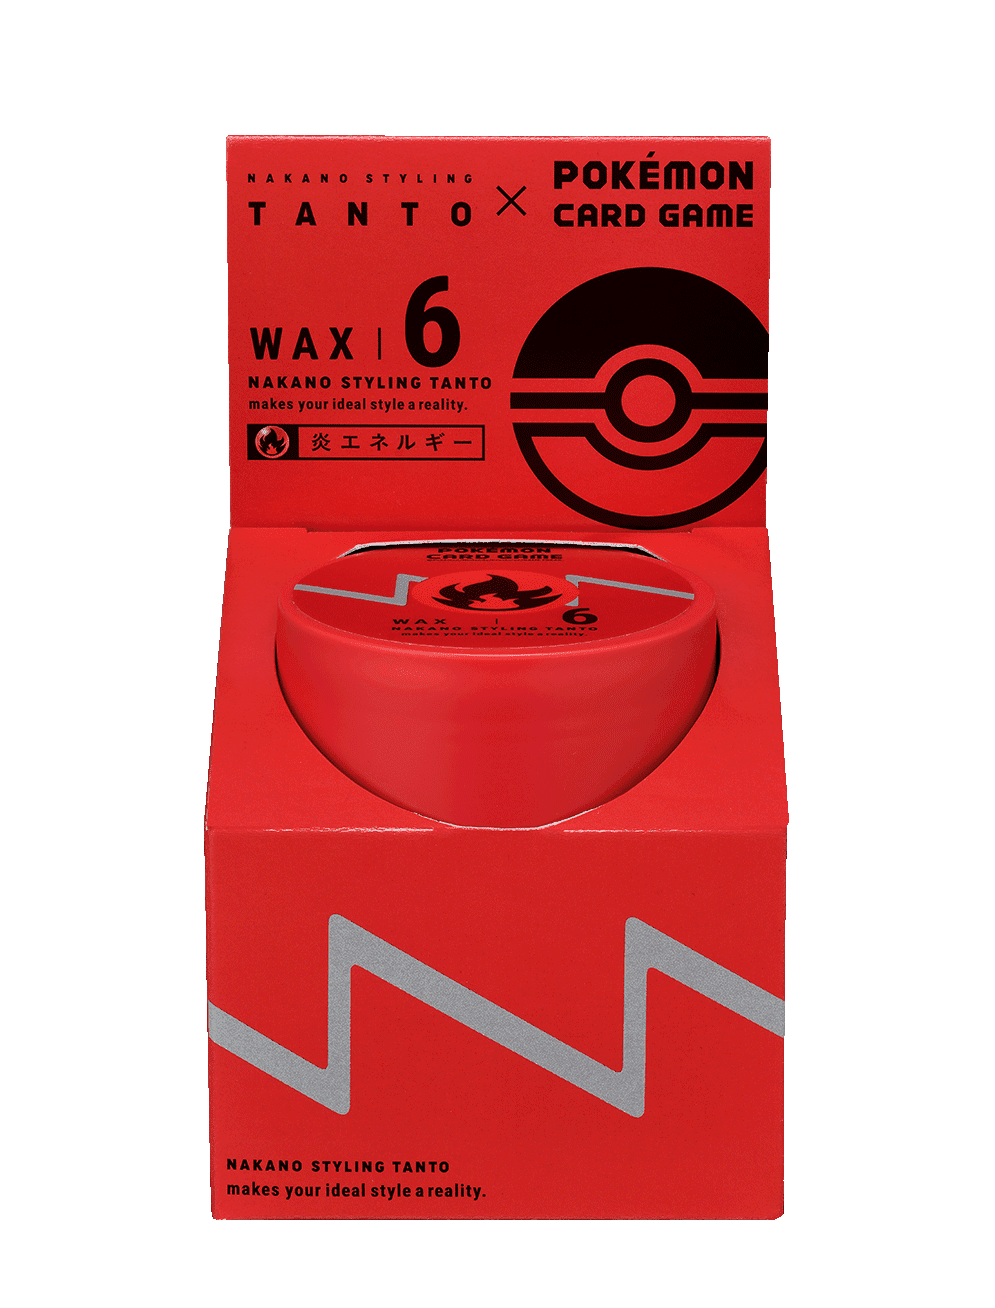 NAKANO STYLING
TANTO
×
POKÉMON
CARD GAME
WAX | 6
NAKANO STYLING TANTO
makes your ideal style a reality.
炎エネルギー
POKÉMON
CARD GAME
WAX | 6
NAKANO STYLING TANTO
makes your ideal style a reality.
NAKANO STYLING TANTO
makes your ideal style a reality.